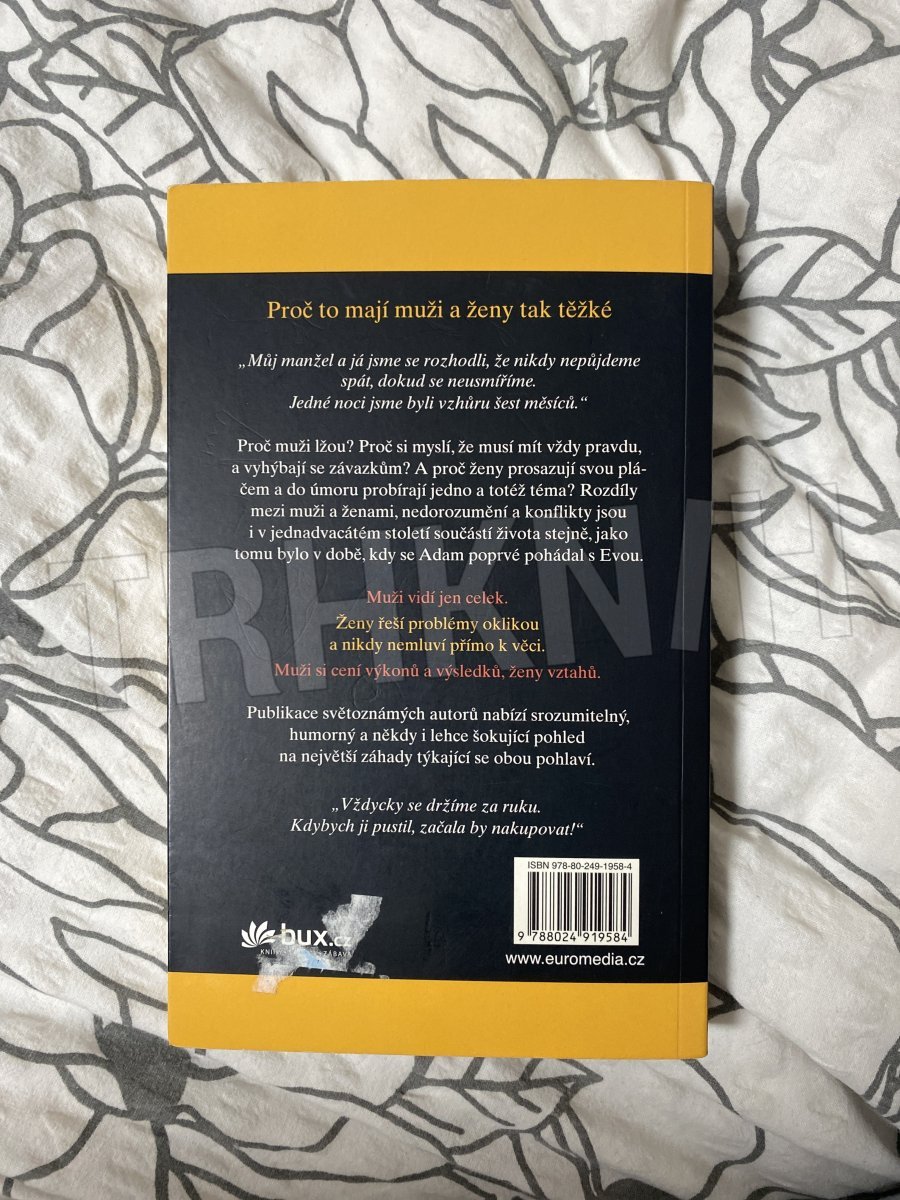 Proč to mají muži a ženy tak těžké
„Můj manžel a já jsme se rozhodli, že nikdy nepůjdeme
spát, dokud se neusmíříme.
Jedné noci jsme byli vzhůru šest měsíců.“
Proč muži lžou? Proč si myslí, že musí mít vždy pravdu,
a vyhýbají se závazkům? A proč ženy prosazují svou plá-
čem a do úmoru probírají jedno a totéž téma? Rozdíly
mezi muži a ženami, nedorozumění a konflikty jsou
i v jednadvacátém století součástí života stejně, jako
tomu bylo v době, kdy se Adam poprvé pohádal s Evou.
Muži vidí jen celek.
Ženy řeší problémy oklikou
a nikdy nemluví přímo k věci.
Muži si cení výkonů a výsledků, ženy vztahů.
Publikace světoznámých autorů nabízí srozumitelný,
humorný a někdy i lehce šokující pohled
na největší záhady týkající se obou pohlaví.
„Vždycky se držíme za ruku.
Kdybych ji pustil, začala by nakupovat!“
ISBN 978-80-249-1958-4
9 788024 919584
www.euromedia.cz
bux.cz
ZÁBAVA
TRHKNIH